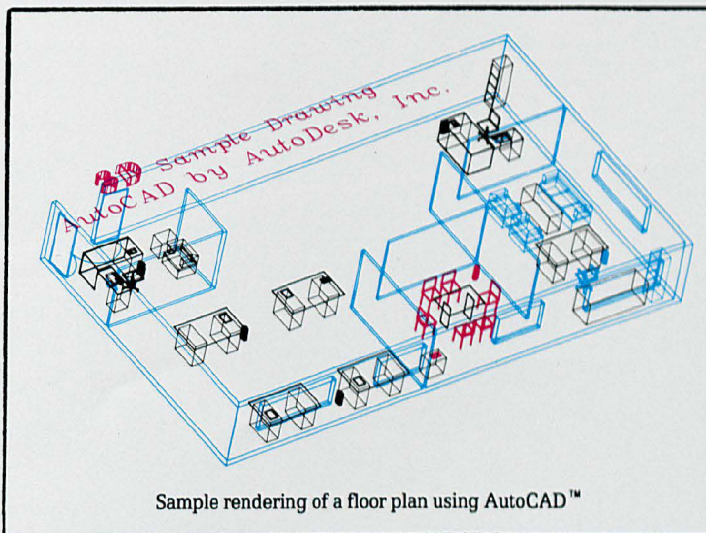 3D Sample Drawing
AutoCAD by AutoDesk, Inc.
Sample rendering of a floor plan using AutoCAD™